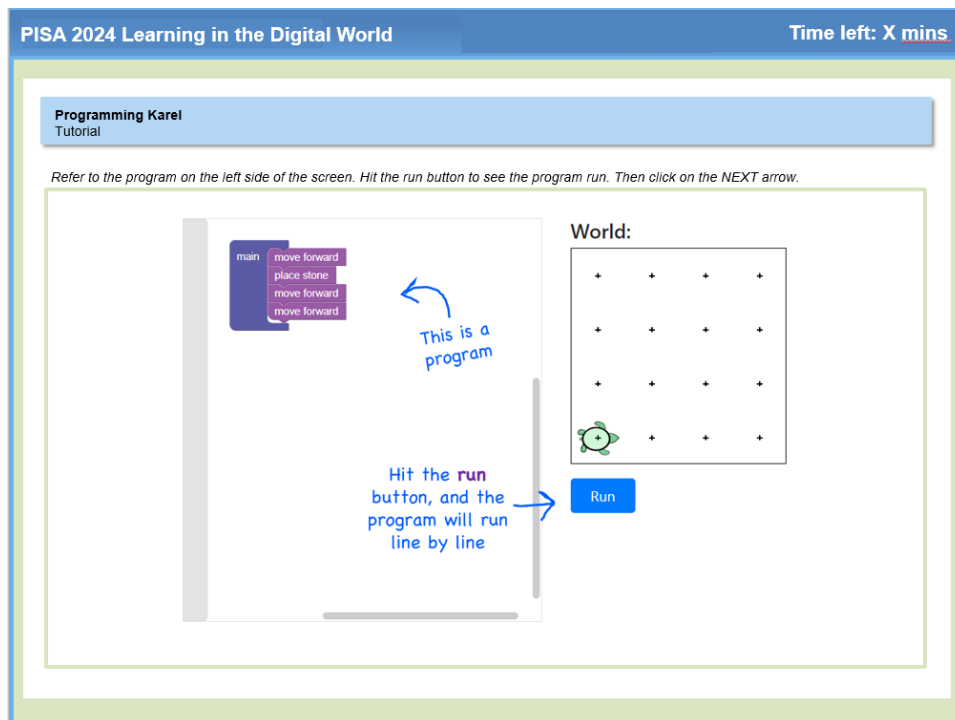 PISA 2024 Learning in the Digital World
Time left: X mins
Programming Karel
Tutorial
Refer to the program on the left side of the screen. Hit the run button to see the program run. Then click on the NEXT arrow.
main
move forward
place stone
move forward
move forward
This is a
program
Hit the run
button, and the
program will run
line by line
World:
Run